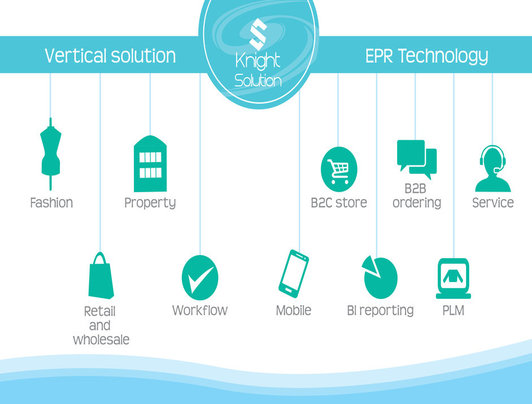 Vertical solution
Knight
Solution
EPR Technology
Fashion
Property
B2C store
B2B
ordering
Service
Retail
and
wholesale
Workflow
Mobile
BI reporting
PLM